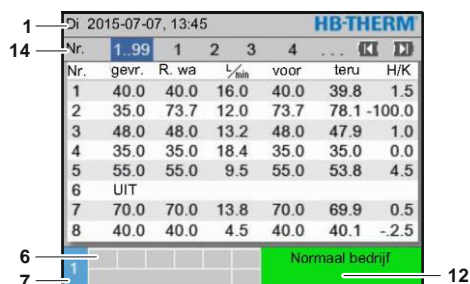 1 Di 2015-07-07, 13:45 HB-THERM
14 Nr. 1..99 1 2 3 4 ...
Nr. gevr. R. wa L/min voor teru H/K
1 40.0 40.0 16.0 40.0 39.8 1.5
2 35.0 73.7 12.0 73.7 78.1 -100.0
3 48.0 48.0 13.2 48.0 47.9 1.0
4 35.0 35.0 18.4 35.0 35.0 0.0
5 55.0 55.0 9.5 55.0 53.8 4.5
6 UIT
7 70.0 70.0 13.8 70.0 69.9 0.5
8 40.0 40.0 4.5 40.0 40.1 -.2.5
6 Normaal bedrijf
1 12
7